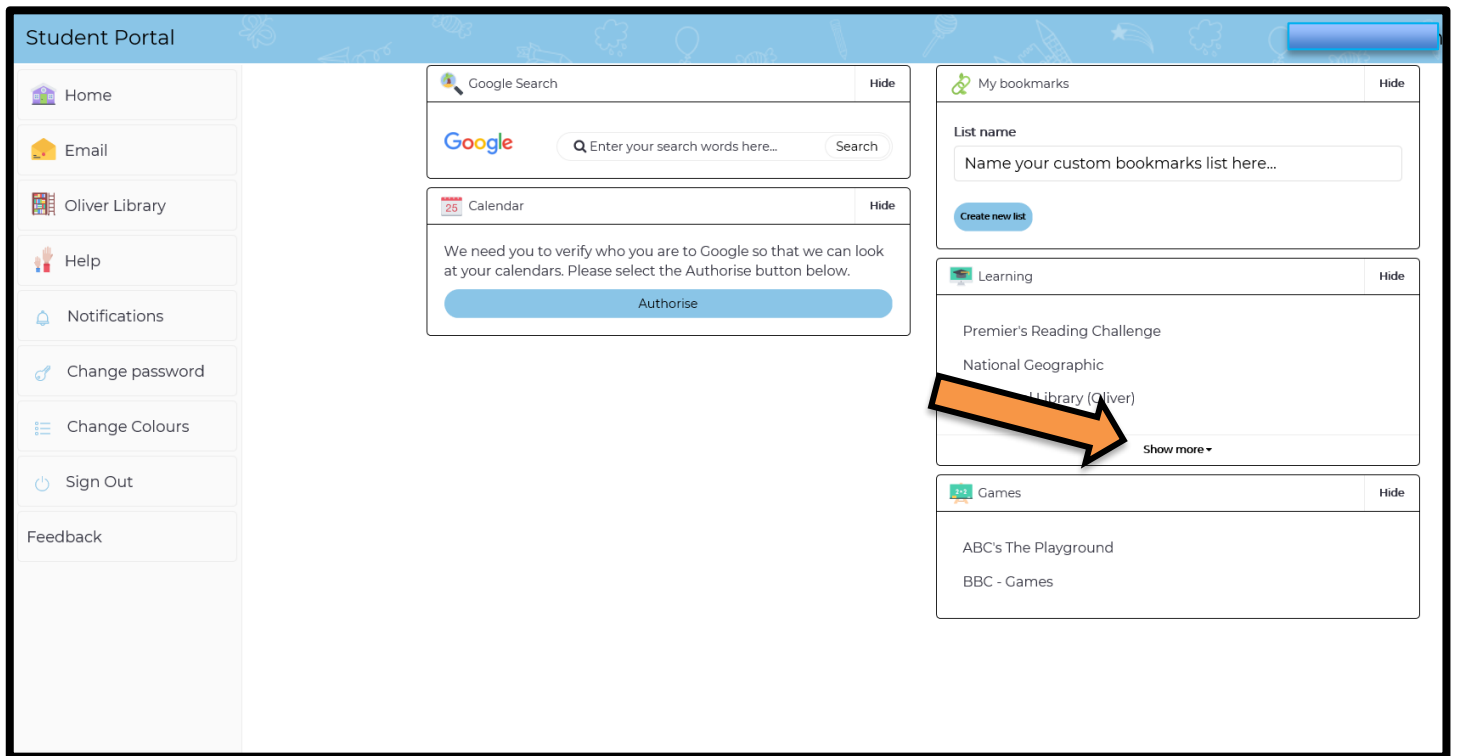 Student Portal
Home
Email
Oliver Library
Help
Notifications
Change password
Change Colours
Sign Out
Feedback
Google Search
Hide
Google
Enter your search words here...
Search
25
Calendar
Hide
We need you to verify who you are to Google so that we can look
at your calendars. Please select the Authorise button below.
Authorise
My bookmarks
Hide
List name
Name your custom bookmarks list here...
Create new list
Learning
Hide
Premier's Reading Challenge
National Geographic
Library (Oliver)
Show more
2+2
Games
Hide
ABC's The Playground
BBC - Games